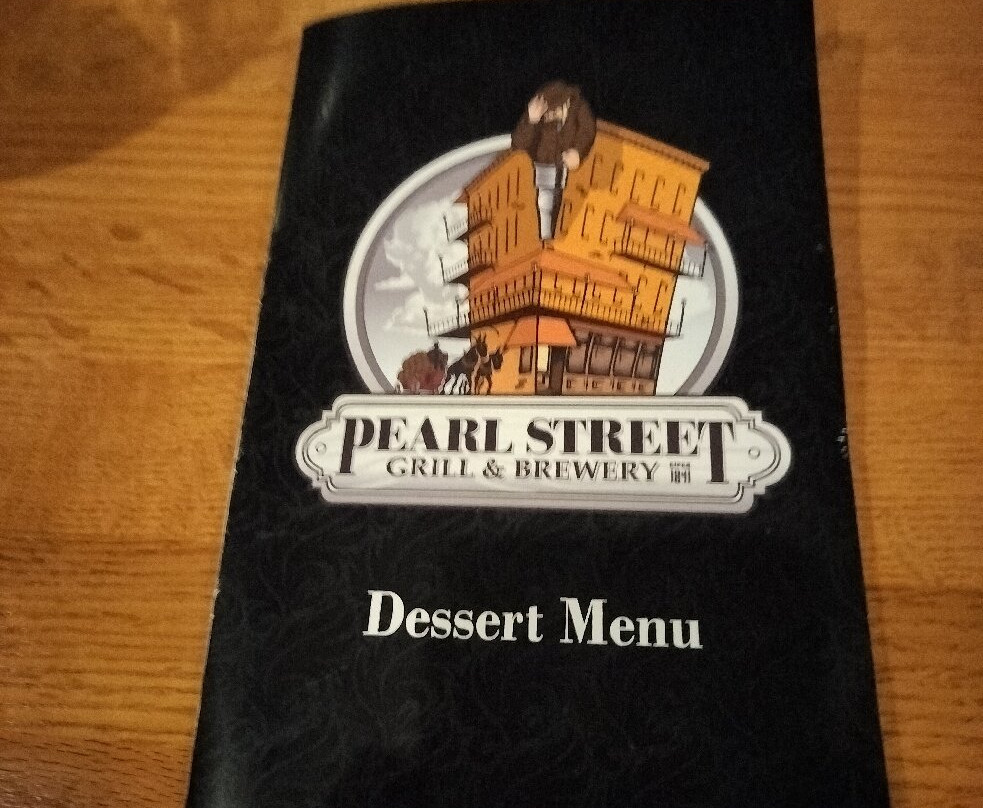 PEARL STREET
GRILL & BREWERY
Dessert Menu